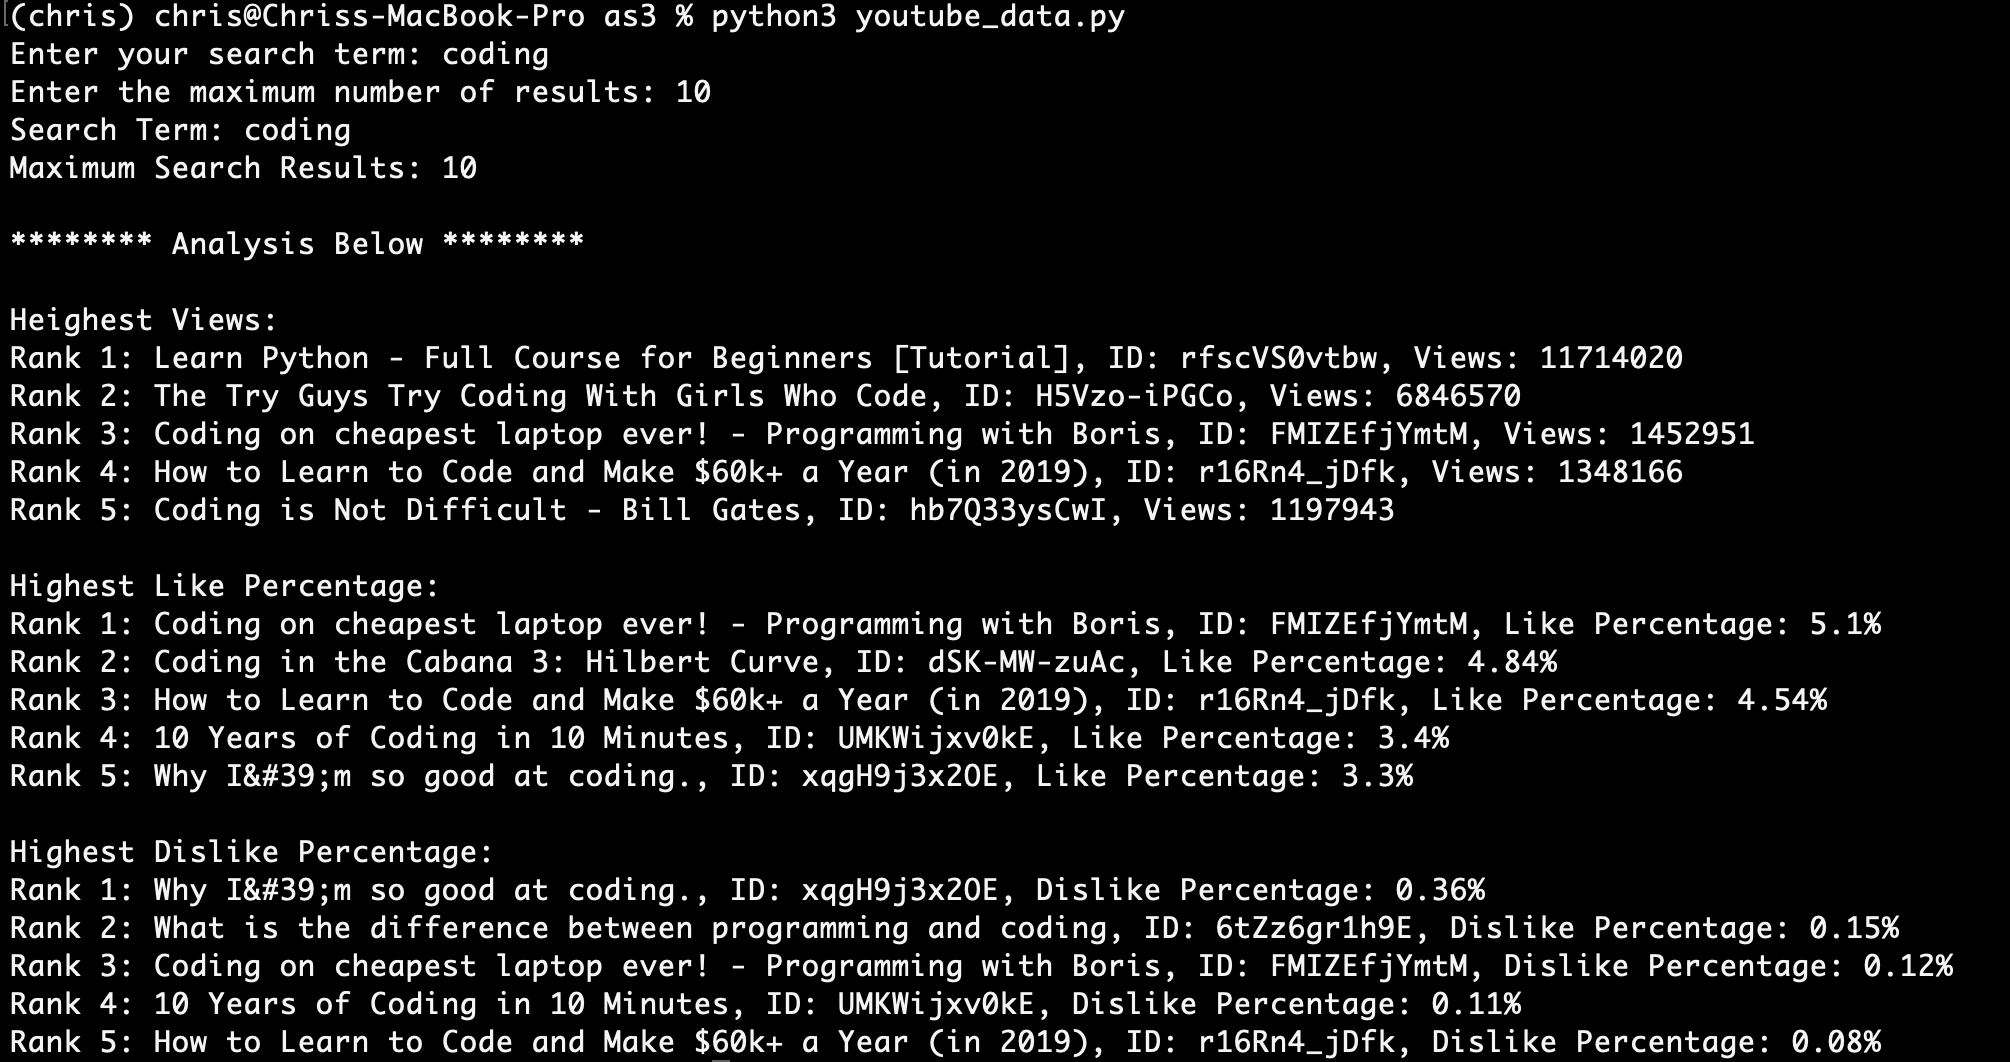 (chris) chris@Chriss-MacBook-Pro as3 % python3 youtube_data.py
Enter your search term: coding
Enter the maximum number of results: 10
Search Term: coding
Maximum Search Results: 10
******** Analysis Below ********
Heighest Views:
Rank 1: Learn Python - Full Course for Beginners [Tutorial], ID: rfscVS0vtbw, Views: 11714020
Rank 2: The Try Guys Try Coding With Girls Who Code, ID: H5Vzo-iPGCo, Views: 6846570
Rank 3: Coding on cheapest laptop ever! - Programming with Boris, ID: FMIZEfjYmtM, Views: 1452951
Rank 4: How to Learn to Code and Make $60k+ a Year (in 2019), ID: r16Rn4_jDfk, Views: 1348166
Rank 5: Coding is Not Difficult - Bill Gates, ID: hb7Q33ysCwI, Views: 1197943
Highest Like Percentage:
Rank 1: Coding on cheapest laptop ever! - Programming with Boris, ID: FMIZEfjYmtM, Like Percentage: 5.1%
Rank 2: Coding in the Cabana 3: Hilbert Curve, ID: dSK-MW-zuAc, Like Percentage: 4.84%
Rank 3: How to Learn to Code and Make $60k+ a Year (in 2019), ID: r16Rn4_jDfk, Like Percentage: 4.54%
Rank 4: 10 Years of Coding in 10 Minutes, ID: UMKWijxv0kE, Like Percentage: 3.4%
Rank 5: Why I&#39;m so good at coding., ID: xqgH9j3x2OE, Like Percentage: 3.3%
Highest Dislike Percentage:
Rank 1: Why I&#39;m so good at coding., ID: xqgH9j3x2OE, Dislike Percentage: 0.36%
Rank 2: What is the difference between programming and coding, ID: 6tZz6gr1h9E, Dislike Percentage: 0.15%
Rank 3: Coding on cheapest laptop ever! - Programming with Boris, ID: FMIZEfjYmtM, Dislike Percentage: 0.12%
Rank 4: 10 Years of Coding in 10 Minutes, ID: UMKWijxv0kE, Dislike Percentage: 0.11%
Rank 5: How to Learn to Code and Make $60k+ a Year (in 2019), ID: r16Rn4_jDfk, Dislike Percentage: 0.08%